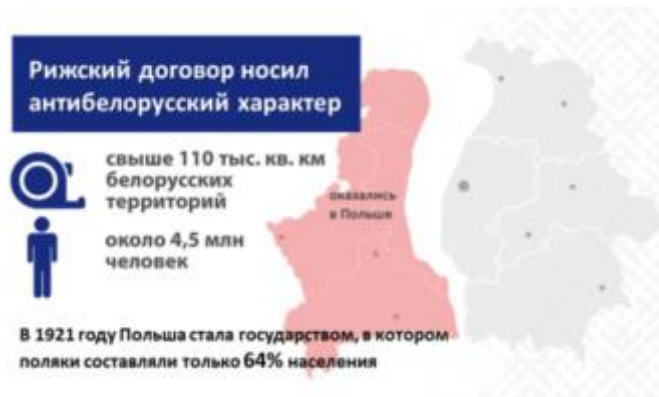 Рижский договор носил
антибелорусский характер
свыше 110 тыс. кв. км
белорусских
территорий
оказались
в Польше
около 4,5 млн
человек
В 1921 году Польша стала государством, в котором
поляки составляли только 64% населения